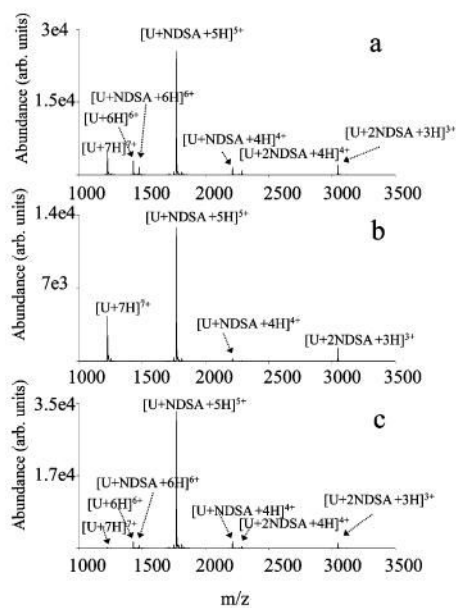 3e4
[U+NDSA+5H]5+
a
Abundance (arb. units)
1.5e4
[U+NDSA+6H]6+
[U+6H]6+
[U+7H]7+
[U+NDSA+4H]4+
[U+2NDSA+4H]4+
[U+2NDSA+3H]3+
1000 1500 2000 2500 3000 3500
1.4e4
[U+NDSA+5H]5+
b
Abundance (arb. units)
7e3
[U+7H]7+
[U+NDSA+4H]4+
[U+2NDSA+3H]3+
1000 1500 2000 2500 3000 3500
3.5e4
[U+NDSA+5H]5+
c
Abundance (arb. units)
1.7e4
[U+NDSA+6H]6+
[U+6H]6+
[U+7H]7+
[U+NDSA+4H]4+
[U+2NDSA+4H]4+
[U+2NDSA+3H]3+
1000 1500 2000 2500 3000 3500
m/z